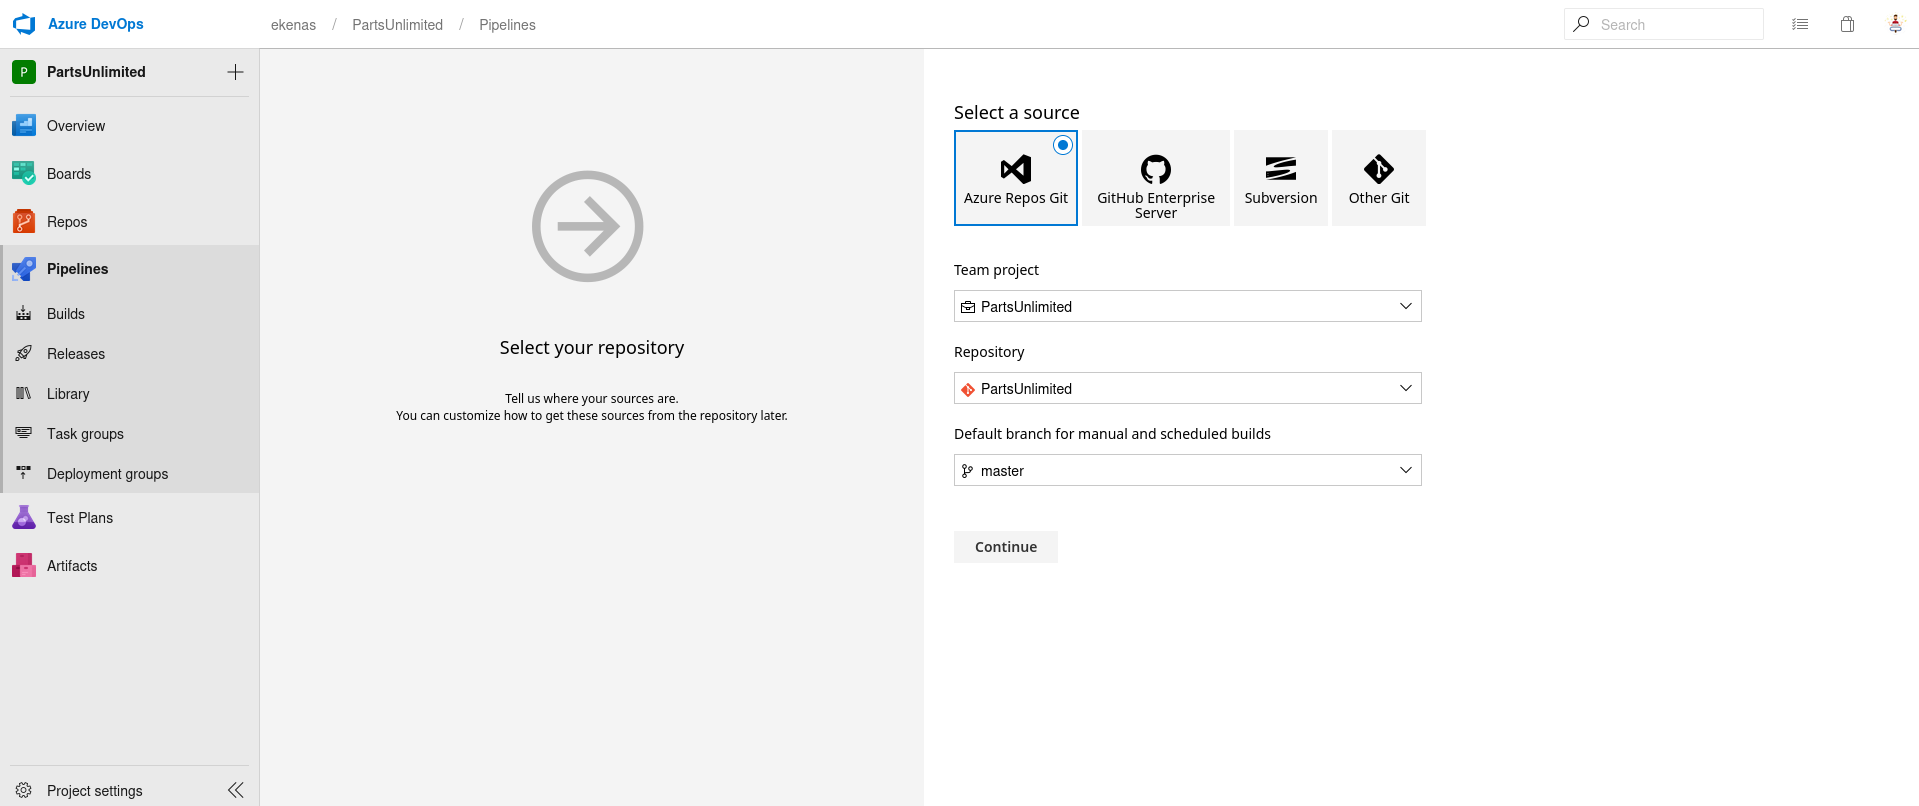 Azure DevOps
ekenas / PartsUnlimited / Pipelines
Search
P PartsUnlimited
Overview
Boards
Repos
Pipelines
Builds
Releases
Library
Task groups
Deployment groups
Test Plans
Artifacts
Project settings
Select your repository
Tell us where your sources are.
You can customize how to get these sources from the repository later.
Select a source
Azure Repos Git
GitHub Enterprise
Server
Subversion
Other Git
Team project
PartsUnlimited
Repository
PartsUnlimited
Default branch for manual and scheduled builds
master
Continue